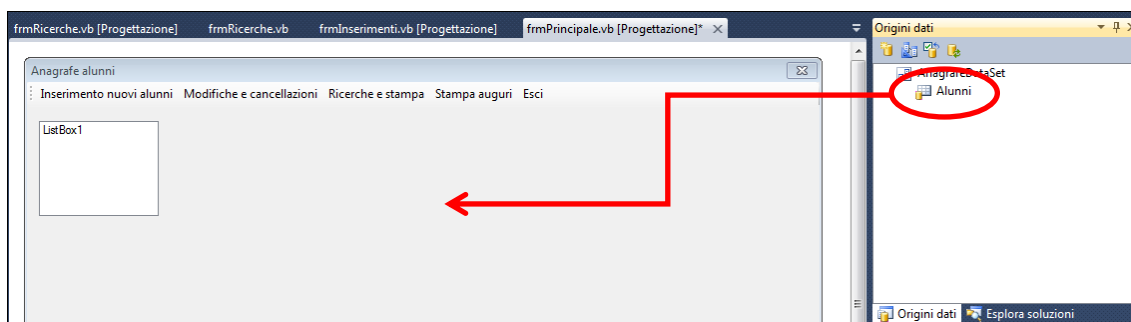 frmRicerche.vb [Progettazione] frmRicerche.vb frmInserimenti.vb [Progettazione] frmPrincipale.vb [Progettazione]*
Origini dati
Anagrafe alunni
Inserimento nuovi alunni Modifiche e cancellazioni Ricerche e stampa Stampa auguri Esci
ListBox1
AnagrafeDataSet
Alunni
Origini dati Esplora soluzioni